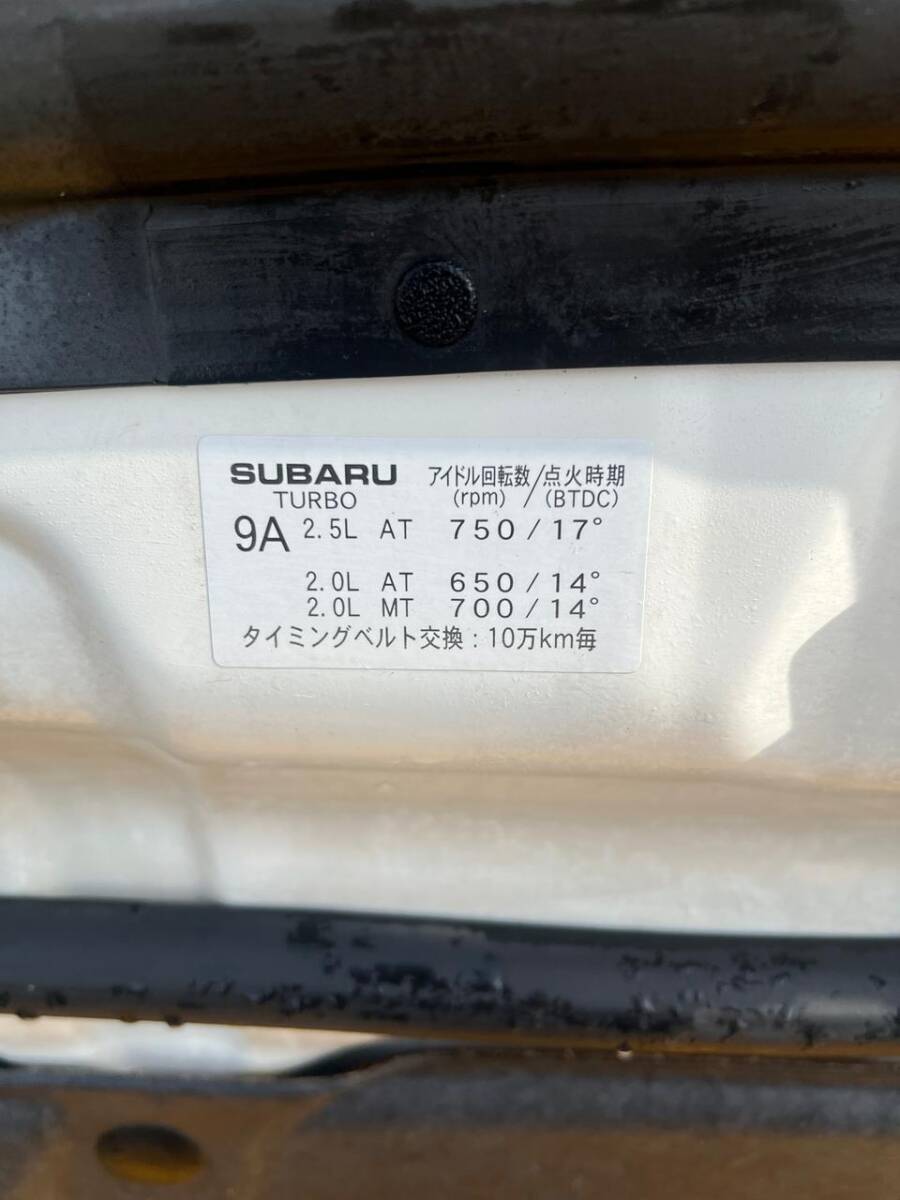 SUBARU アイドル回転数/点火時期
TURBO (rpm) / (BTDC)
9A 2.5L AT 750/17°
2.0L AT 650/14°
2.0L MT 700/14°
タイミングベルト交換:10万km毎